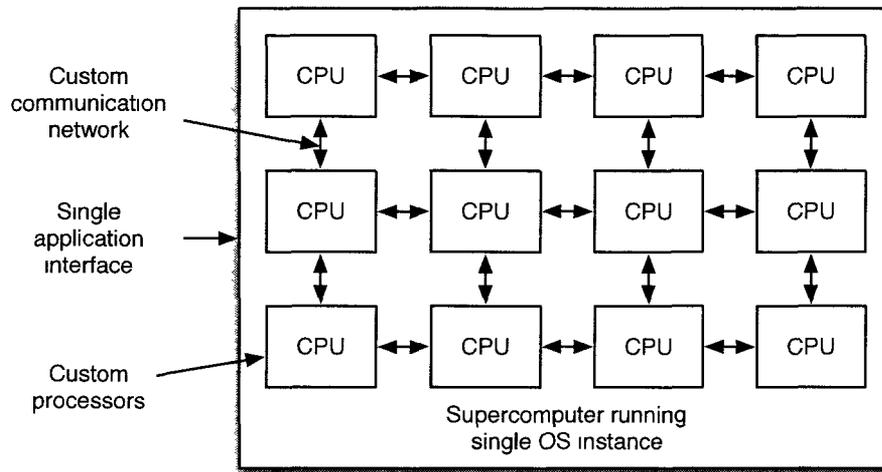 CPU CPU CPU CPU
Custom
communication
network
CPU CPU CPU CPU
Single
application
interface
CPU CPU CPU CPU
Custom
processors
Supercomputer running
single OS instance